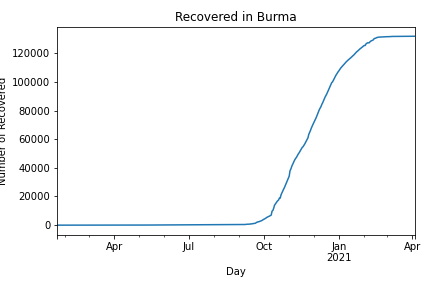 Recovered in Burma
Number of Recovered
120000
100000
80000
60000
40000
20000
0
Apr
Jul
Oct
Jan
2021
Apr
Day